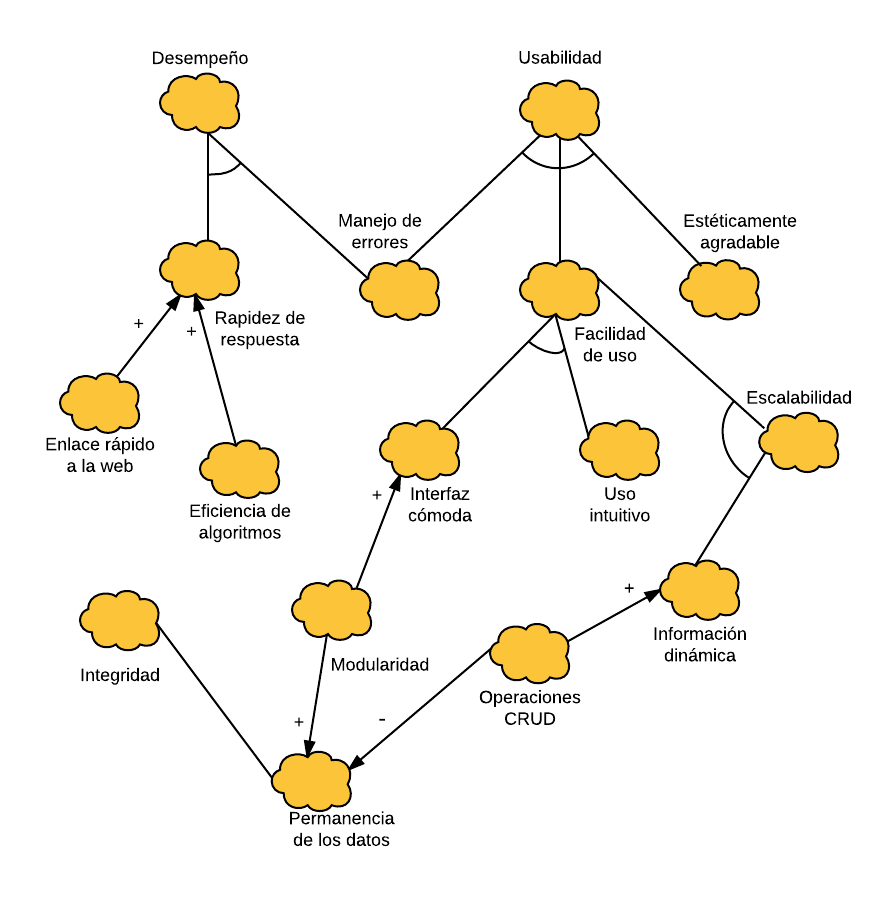 Desempeño
Usabilidad
Manejo de
errores
Estéticamente
agradable
+
+
Rapidez de
respuesta
Facilidad
de uso
Escalabilidad
Enlace rápido
a la web
+
Interfaz
cómoda
Uso
intuitivo
Eficiencia de
algoritmos
+
Información
dinámica
Integridad
Modularidad
Operaciones
CRUD
+
-
Permanencia
de los datos